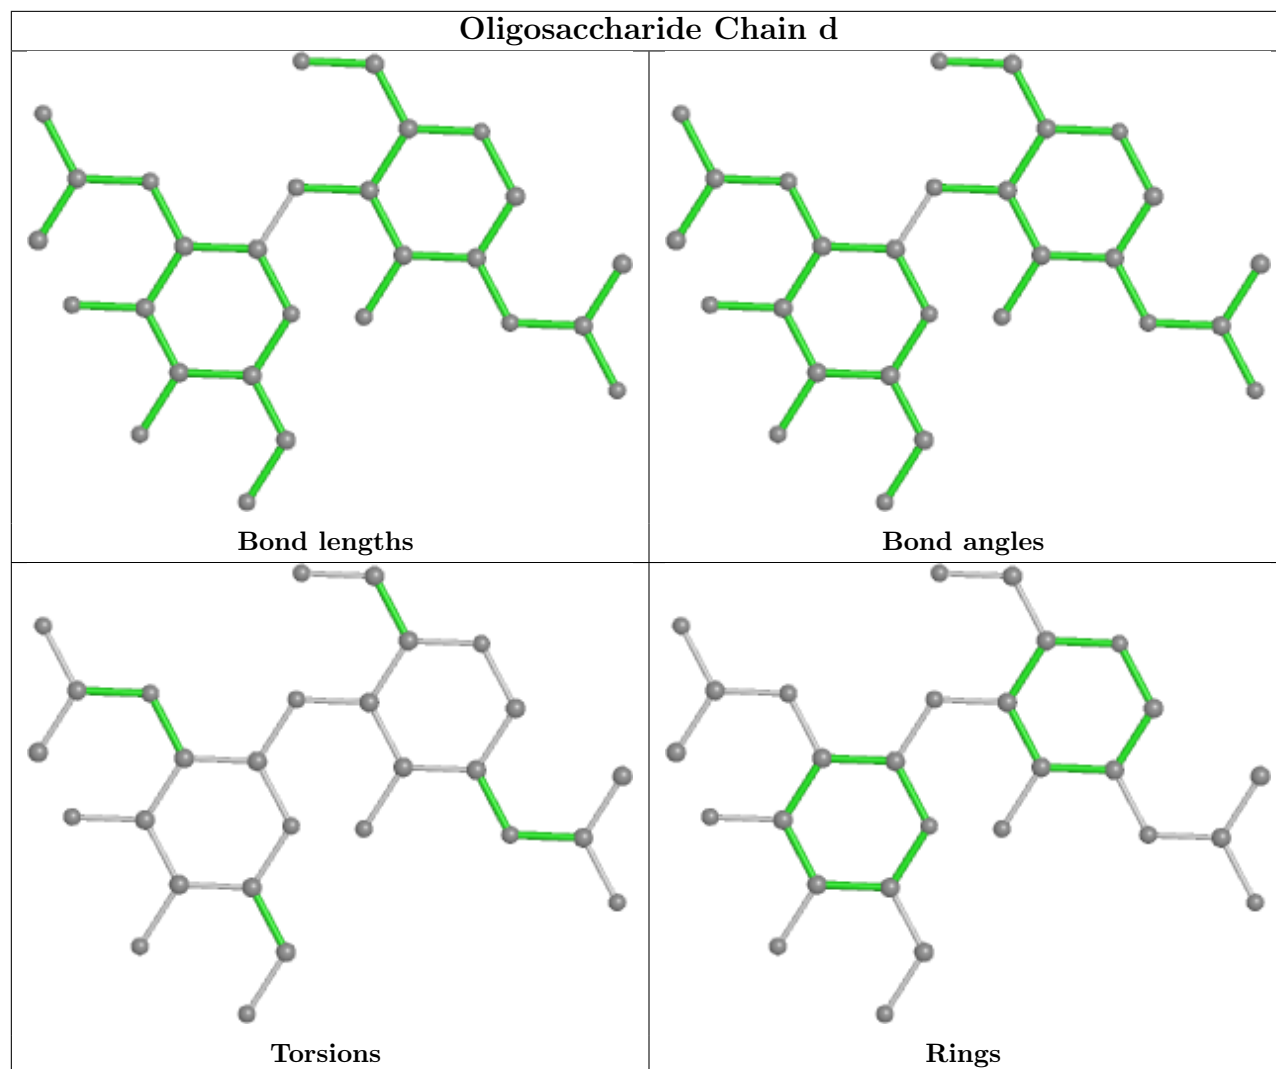 Oligosaccharide Chain d
Bond lengths
Bond angles
Torsions
Rings